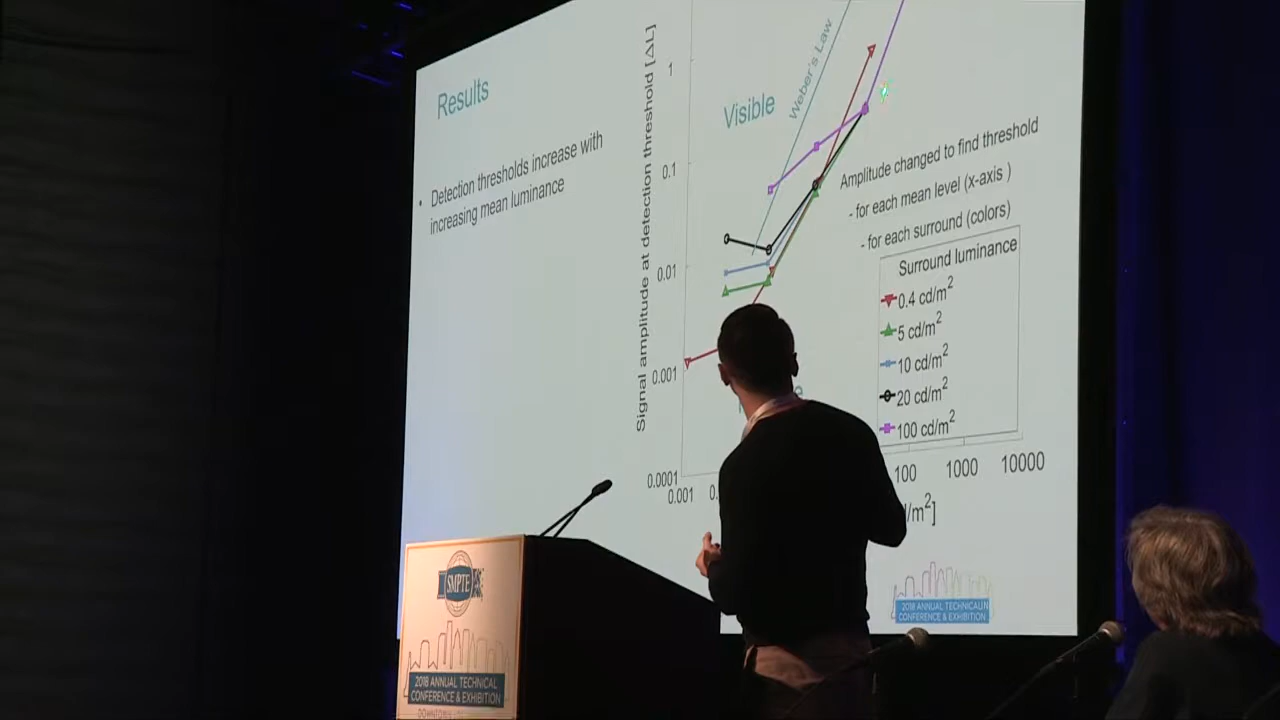 Results
• Detection thresholds increase with
increasing mean luminance
Signal amplitude at detection threshold [ΔL]
1
0.1
0.01
0.001
0.0001
0.001
100
1000
10000
Visible
Weber's Law
Amplitude changed to find threshold
- for each mean level (x-axis )
- for each surround (colors)
Surround luminance
0.4 cd/m2
5 cd/m2
10 cd/m2
20 cd/m2
100 cd/m2
/m2]
2018 ANNUAL TECHNICAL
CONFERENCE & EXHIBITION
SMPTE
2018 ANNUAL TECHNICAL
CONFERENCE & EXHIBITION